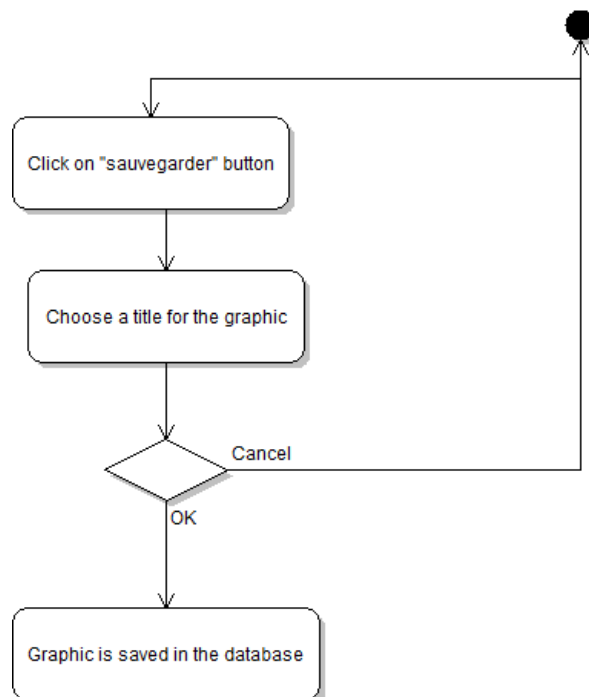 Click on "sauvegarder" button
Choose a title for the graphic
Cancel
OK
Graphic is saved in the database